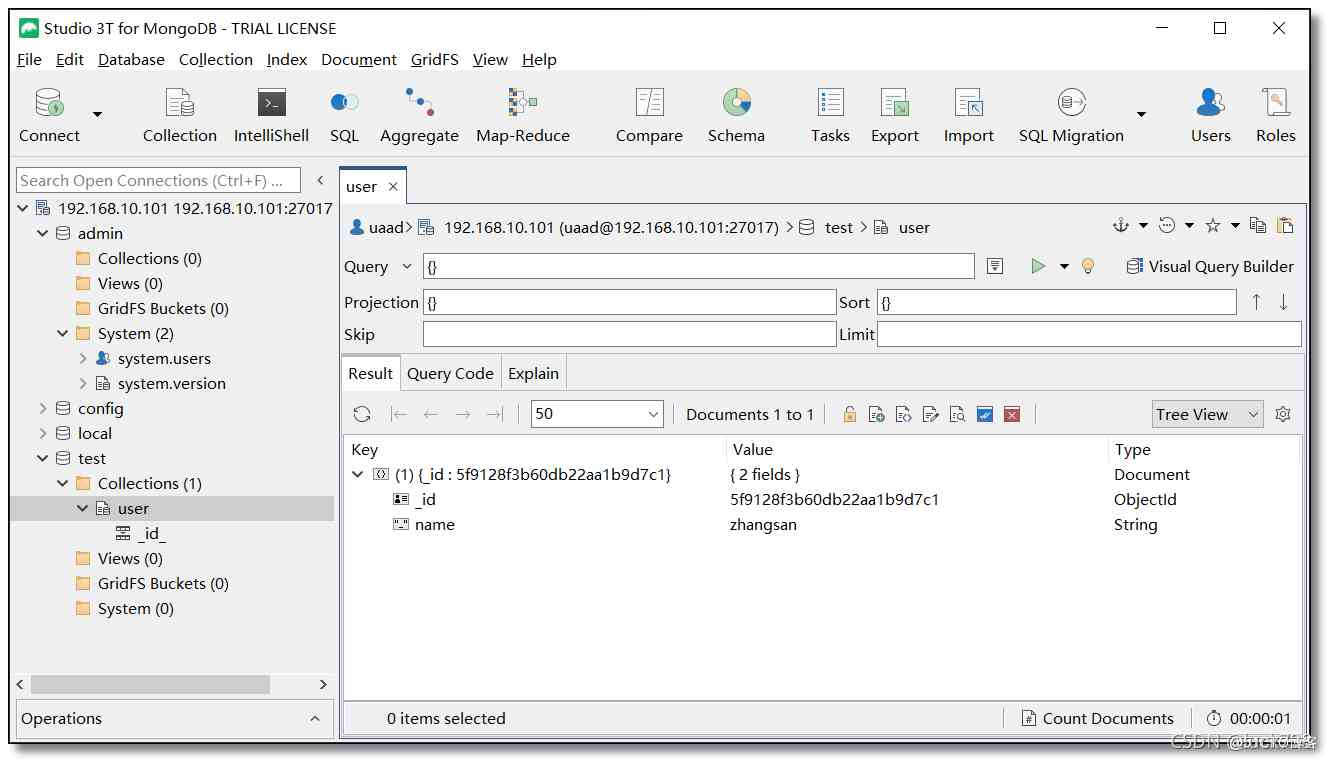 Studio 3T for MongoDB - TRIAL LICENSE
File Edit Database Collection Index Document GridFS View Help
Connect Collection IntelliShell SQL Aggregate Map-Reduce Compare Schema Tasks Export Import SQL Migration Users Roles
Search Open Connections (Ctrl+F) ...
192.168.10.101 192.168.10.101:27017
admin
Collections (0)
Views (0)
GridFS Buckets (0)
System (2)
system.users
system.version
config
local
test
Collections (1)
user
_id_
Views (0)
GridFS Buckets (0)
System (0)
Operations
user
uaad 192.168.10.101 (uaad@192.168.10.101:27017) test user
Query {} Visual Query Builder
Projection {} Sort {}
Skip Limit
Result Query Code Explain
50 Documents 1 to 1 Tree View
Key Value Type
(1) {_id : 5f9128f3b60db22aa1b9d7c1} { 2 fields } Document
_id 5f9128f3b60db22aa1b9d7c1 ObjectId
name zhangsan String
0 items selected Count Documents 00:00:01
CSDN